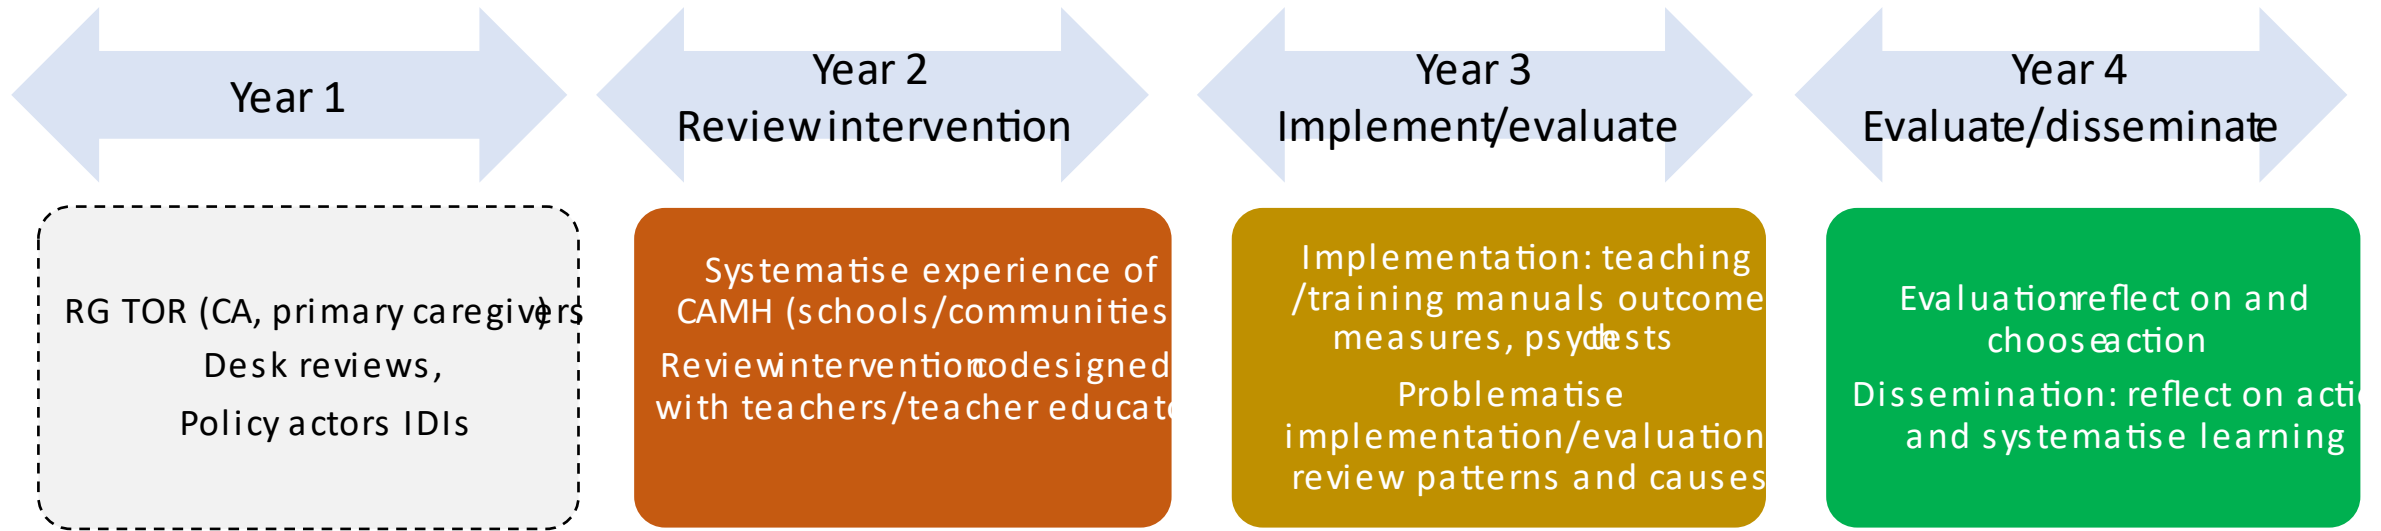 Year 1
Year 2
Review intervention
Year 3
Implement/evaluate
Year 4
Evaluate/disseminate
RG TOR (CA, primary caregivers)
Desk reviews,
Policy actors IDIs
Systematise experience of
CAMH (schools/communities
Review intervention codesigned
with teachers/teacher educato
Implementation: teaching
/training manuals outcome
measures, psych tests
Problematise
implementation/evaluation
review patterns and causes
Evaluation reflect on and
choose action
Dissemination: reflect on acti
and systematise learning